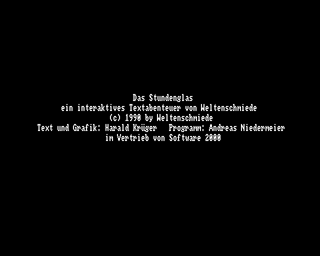 Das Stundenglas
ein interaktives Textabenteuer von Weltenschmiede
(c) 1990 by Weltenschmiede
Text und Grafik: Harald Krüger   Programm: Andreas Niedermeier
im Vertrieb von Software 2000